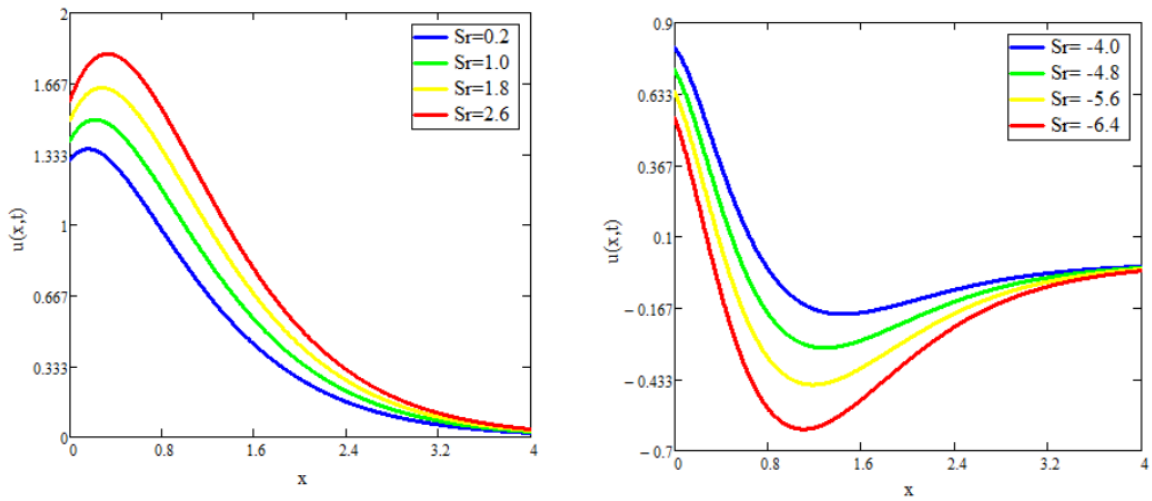 2
1.667
1.333
1
0.667
0.333
0
u(x,t)
Sr=0.2
Sr=1.0
Sr=1.8
Sr=2.6
0 0.8 1.6 2.4 3.2 4
x
0.9
0.633
0.367
0.1
−0.167
−0.433
−0.7
u(x,t)
Sr= -4.0
Sr= -4.8
Sr= -5.6
Sr= -6.4
0 0.8 1.6 2.4 3.2 4
x